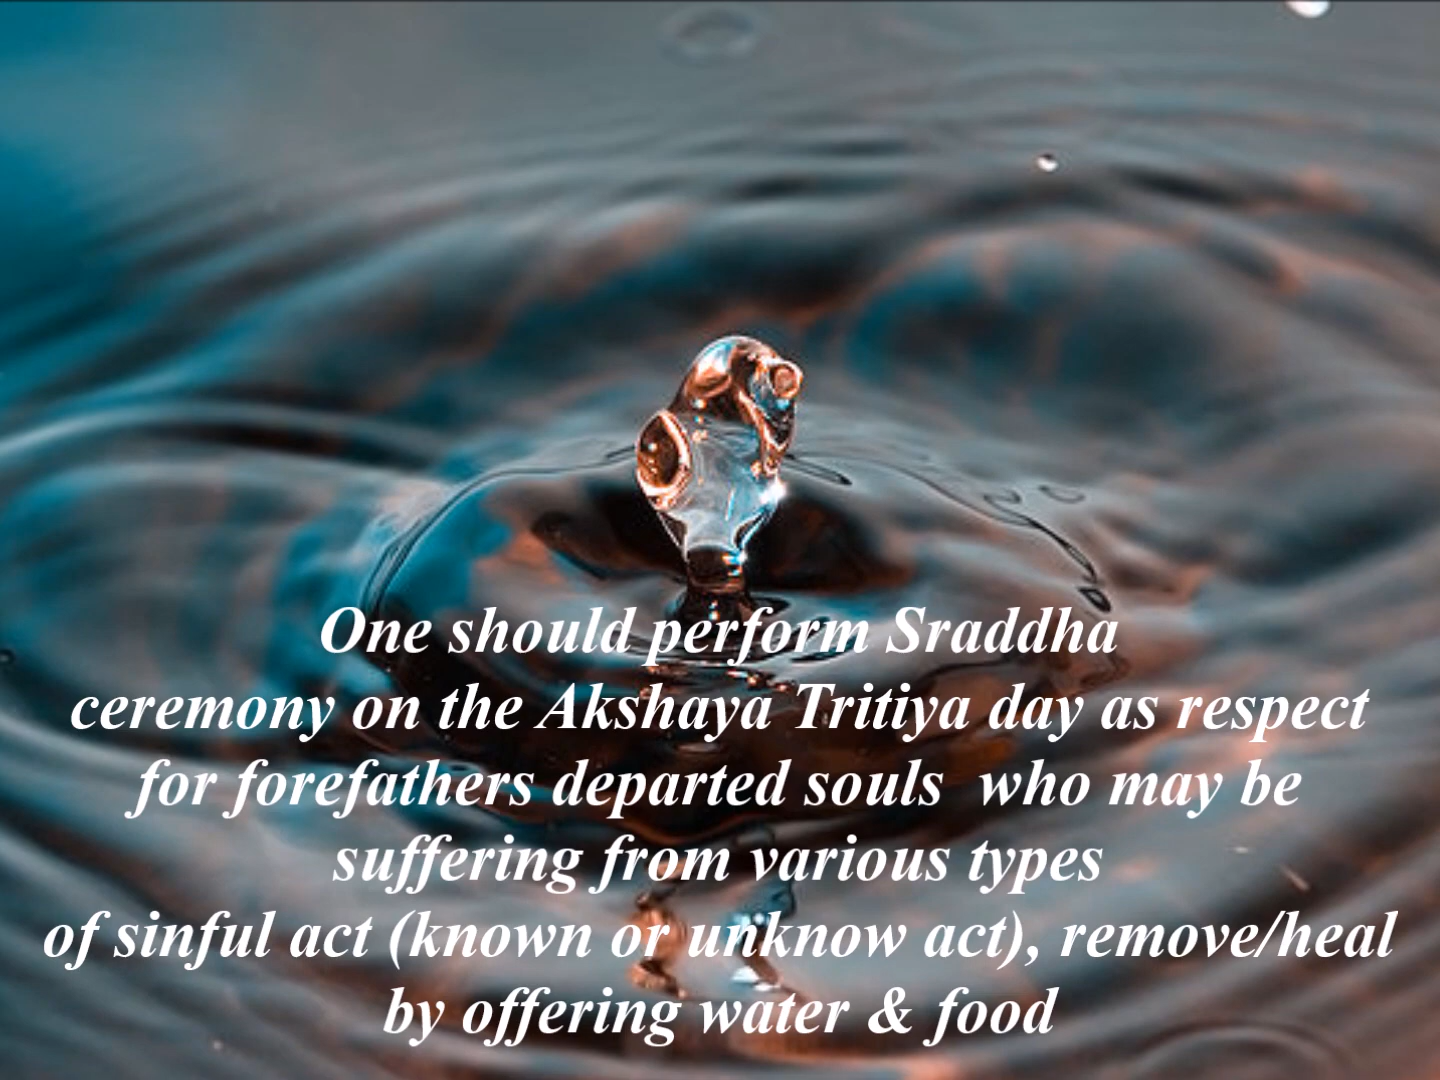 One should perform Sraddha
ceremony on the Akshaya Tritiya day as respect
for forefathers departed souls  who may be
suffering from various types
of sinful act (known or unknow act), remove/heal
by offering water & food